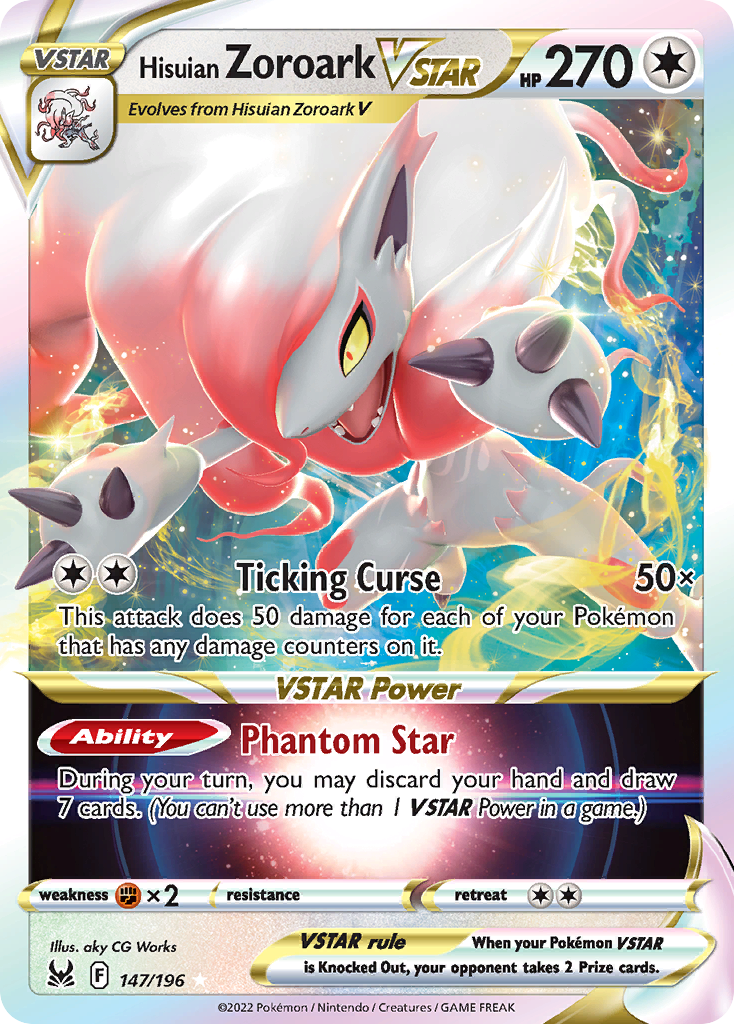 VSTAR
Hisuian Zoroark VSTAR HP 270
Evolves from Hisuian Zoroark V
Ticking Curse 50×
This attack does 50 damage for each of your Pokémon
that has any damage counters on it.
VSTAR Power
Ability Phantom Star
During your turn, you may discard your hand and draw
7 cards. (You can't use more than 1 VSTAR Power in a game.)
weakness ×2 resistance retreat
Illus. aky CG Works
VSTAR rule When your Pokémon VSTAR
is Knocked Out, your opponent takes 2 Prize cards.
F 147/196
©2022 Pokémon / Nintendo / Creatures / GAME FREAK